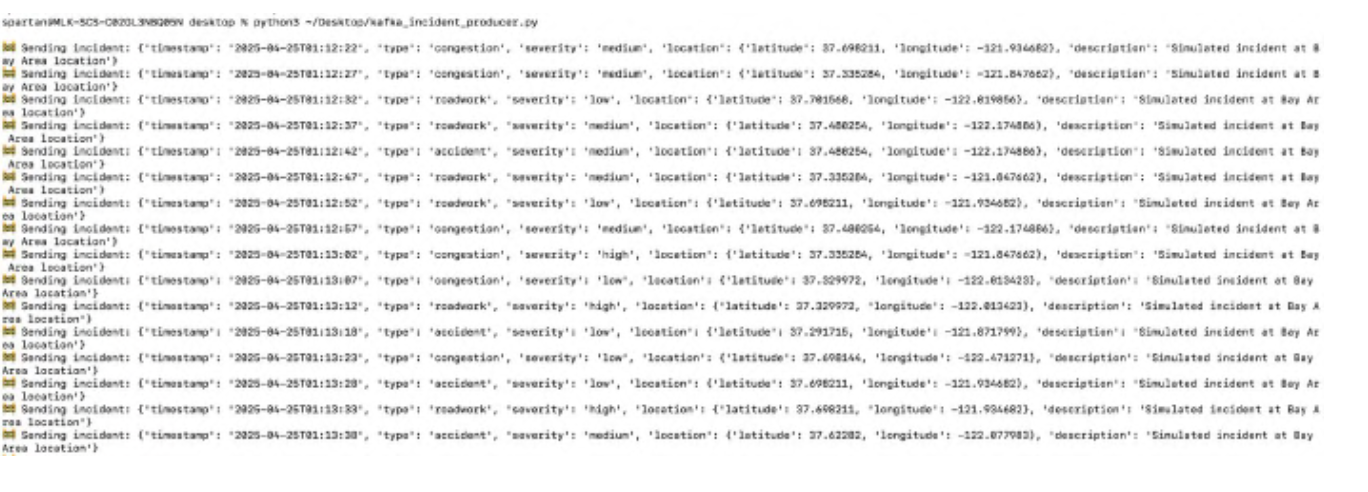 desktop % python3 ~/Desktop/kafka_incident_producer.py
🚧 Sending incident: {'timestamp': '2025-04-25T01:12:22', 'type': 'congestion', 'severity': 'medium', 'location': {'latitude': 37.698211, 'longitude': -121.934682}, 'description': 'Simulated incident at B
ay Area location'}
🚧 Sending incident: {'timestamp': '2025-04-25T01:12:27', 'type': 'congestion', 'severity': 'medium', 'location': {'latitude': 37.335284, 'longitude': -121.847662}, 'description': 'Simulated incident at B
ay Area location'}
🚧 Sending incident: {'timestamp': '2025-04-25T01:12:32', 'type': 'roadwork', 'severity': 'low', 'location': {'latitude': 37.701568, 'longitude': -122.019856}, 'description': 'Simulated incident at Bay Ar
ea location'}
🚧 Sending incident: {'timestamp': '2025-04-25T01:12:37', 'type': 'roadwork', 'severity': 'medium', 'location': {'latitude': 37.480254, 'longitude': -122.174886}, 'description': 'Simulated incident at Bay
 Area location'}
🚧 Sending incident: {'timestamp': '2025-04-25T01:12:42', 'type': 'accident', 'severity': 'medium', 'location': {'latitude': 37.480254, 'longitude': -122.174886}, 'description': 'Simulated incident at Bay
 Area location'}
🚧 Sending incident: {'timestamp': '2025-04-25T01:12:47', 'type': 'roadwork', 'severity': 'medium', 'location': {'latitude': 37.335284, 'longitude': -121.847662}, 'description': 'Simulated incident at Bay
 Area location'}
🚧 Sending incident: {'timestamp': '2025-04-25T01:12:52', 'type': 'roadwork', 'severity': 'low', 'location': {'latitude': 37.698211, 'longitude': -121.934682}, 'description': 'Simulated incident at Bay Ar
ea location'}
🚧 Sending incident: {'timestamp': '2025-04-25T01:12:57', 'type': 'congestion', 'severity': 'medium', 'location': {'latitude': 37.480254, 'longitude': -122.174886}, 'description': 'Simulated incident at B
ay Area location'}
🚧 Sending incident: {'timestamp': '2025-04-25T01:13:02', 'type': 'congestion', 'severity': 'high', 'location': {'latitude': 37.335284, 'longitude': -121.847662}, 'description': 'Simulated incident at Bay
 Area location'}
🚧 Sending incident: {'timestamp': '2025-04-25T01:13:07', 'type': 'congestion', 'severity': 'low', 'location': {'latitude': 37.329972, 'longitude': -122.013423}, 'description': 'Simulated incident at Bay
Area location'}
🚧 Sending incident: {'timestamp': '2025-04-25T01:13:12', 'type': 'roadwork', 'severity': 'high', 'location': {'latitude': 37.329972, 'longitude': -122.013423}, 'description': 'Simulated incident at Bay A
rea location'}
🚧 Sending incident: {'timestamp': '2025-04-25T01:13:18', 'type': 'accident', 'severity': 'low', 'location': {'latitude': 37.291715, 'longitude': -121.871799}, 'description': 'Simulated incident at Bay Ar
ea location'}
🚧 Sending incident: {'timestamp': '2025-04-25T01:13:23', 'type': 'congestion', 'severity': 'low', 'location': {'latitude': 37.698144, 'longitude': -122.471271}, 'description': 'Simulated incident at Bay
Area location'}
🚧 Sending incident: {'timestamp': '2025-04-25T01:13:28', 'type': 'accident', 'severity': 'low', 'location': {'latitude': 37.698211, 'longitude': -121.934682}, 'description': 'Simulated incident at Bay Ar
ea location'}
🚧 Sending incident: {'timestamp': '2025-04-25T01:13:33', 'type': 'roadwork', 'severity': 'high', 'location': {'latitude': 37.698211, 'longitude': -121.934682}, 'description': 'Simulated incident at Bay A
rea location'}
🚧 Sending incident: {'timestamp': '2025-04-25T01:13:38', 'type': 'accident', 'severity': 'medium', 'location': {'latitude': 37.62282, 'longitude': -122.077983}, 'description': 'Simulated incident at Bay
Area location'}